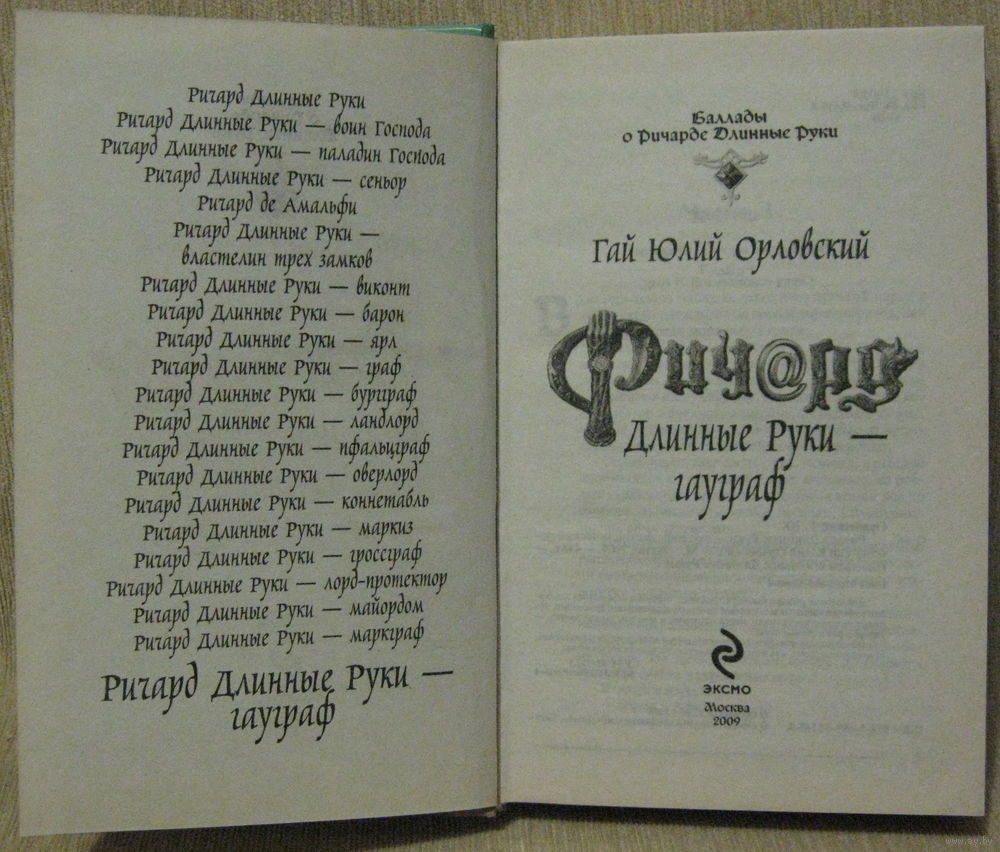 Ричард Длинные Руки
Ричард Длинные Руки — воин Господа
Ричард Длинные Руки — паладин Господа
Ричард Длинные Руки — сеньор
Ричард де Амальфи
Ричард Длинные Руки —
властелин трех замков
Ричард Длинные Руки — виконт
Ричард Длинные Руки — барон
Ричард Длинные Руки — ярл
Ричард Длинные Руки — граф
Ричард Длинные Руки — бургграф
Ричард Длинные Руки — ландлорд
Ричард Длинные Руки — пфальцграф
Ричард Длинные Руки — оверлорд
Ричард Длинные Руки — коннетабль
Ричард Длинные Руки — маркиз
Ричард Длинные Руки — гроссграф
Ричард Длинные Руки — лорд-протектор
Ричард Длинные Руки — майордом
Ричард Длинные Руки — маркграф
Ричард Длинные Руки —
гауграф
Баллады
о Ричарде Длинные Руки
Гай Юлий Орловский
Рич@рд
Длинные Руки —
гауграф
ЭКСМО
Москва
2009
www.ay.by